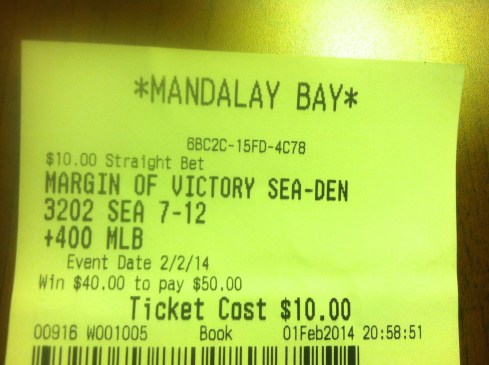 *MANDALAY BAY*
6BC2C-15FD-4C78
$10.00 Straight Bet
MARGIN OF VICTORY SEA-DEN
3202 SEA 7-12
+400 MLB
Event Date 2/2/14
Win $40.00 to pay $50.00
Ticket Cost $10.00
00916 W001005 Book 01Feb2014 20:58:51